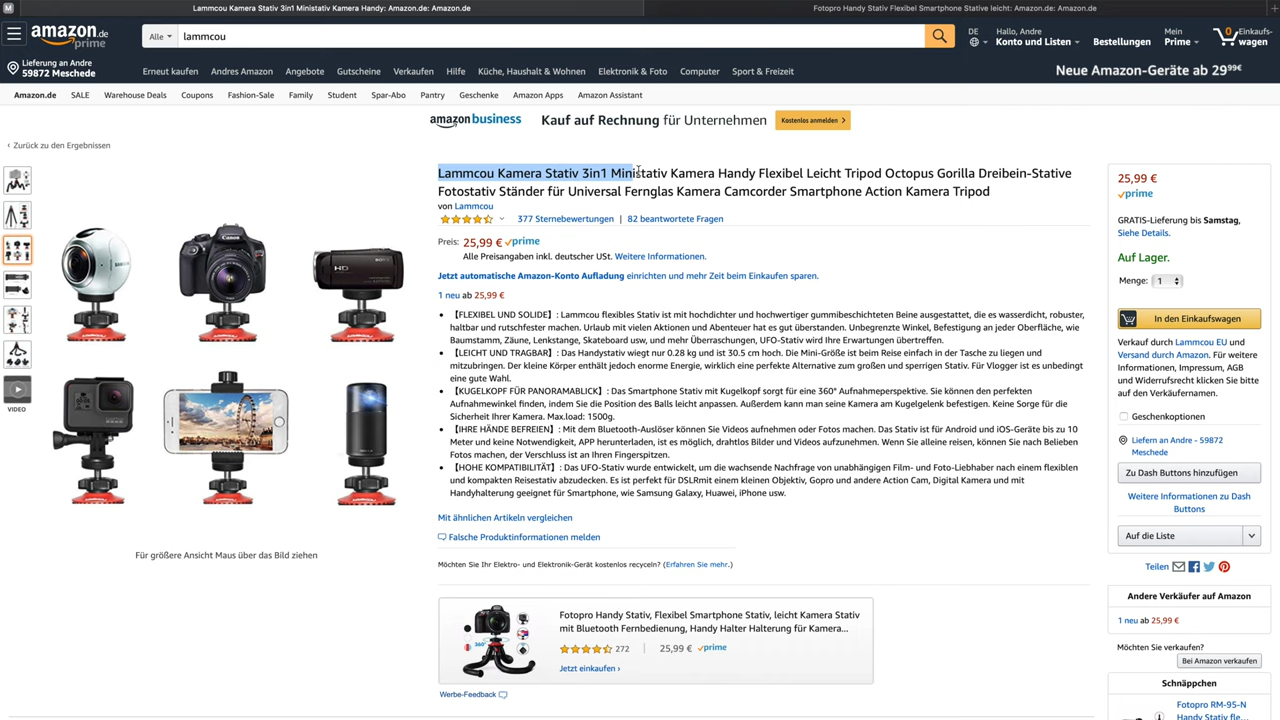 Lammcou Kamera Stativ 3in1 Ministativ Kamera Handy: Amazon.de: Amazon.de
Fotopro Handy Stativ Flexibel Smartphone Stative leicht: Amazon.de: Amazon.de
M
amazon prime
Alle
lammcou
DE
Hallo, Andre
Konto und Listen
Bestellungen
Mein
Prime
0
Einkaufs-
wagen
Lieferung an Andre
59872 Meschede
Erneut kaufen
Andres Amazon
Angebote
Gutscheine
Verkaufen
Hilfe
Küche, Haushalt & Wohnen
Elektronik & Foto
Computer
Sport & Freizeit
Neue Amazon-Geräte ab 29⁹⁹€
Amazon.de
SALE
Warehouse Deals
Coupons
Fashion-Sale
Family
Student
Spar-Abo
Pantry
Geschenke
Amazon Apps
Amazon Assistant
amazon business
Kauf auf Rechnung für Unternehmen
Kostenlos anmelden
‹ Zurück zu den Ergebnissen
Lammcou Kamera Stativ 3in1 Ministativ Kamera Handy Flexibel Leicht Tripod Octopus Gorilla Dreibein-Stative
Fotostativ Ständer für Universal Fernglas Kamera Camcorder Smartphone Action Kamera Tripod
von Lammcou
377 Sternebewertungen | 82 beantwortete Fragen
Preis: 25,99 € prime
Alle Preisangaben inkl. deutscher USt. Weitere Informationen.
Jetzt automatische Amazon-Konto Aufladung einrichten und mehr Zeit beim Einkaufen sparen.
1 neu ab 25,99 €
• 【FLEXIBEL UND SOLIDE】: Lammcou flexibles Stativ ist mit hochdichter und hochwertiger gummibeschichteten Beine ausgestattet, die es wasserdicht, robuster,
haltbar und rutschfester machen. Urlaub mit vielen Aktionen und Abenteuer hat es gut überstanden. Unbegrenzte Winkel, Befestigung an jeder Oberfläche, wie
Baumstamm, Zäune, Lenkstange, Skateboard usw, und mehr Überraschungen, UFO-Stativ wird Ihre Erwartungen übertreffen.
• 【LEICHT UND TRAGBAR】: Das Handystativ wiegt nur 0.28 kg und ist 30.5 cm hoch. Die Mini-Größe ist beim Reise einfach in der Tasche zu liegen und
mitzubringen. Der kleine Körper enthält jedoch enorme Energie, wirklich eine perfekte Alternative zum großen und sperrigen Stativ. Für Vlogger ist es unbedingt
eine gute Wahl.
• 【KUGELKOPF FÜR PANORAMABLICK】: Das Smartphone Stativ mit Kugelkopf sorgt für eine 360° Aufnahmeperspektive. Sie können den perfekten
Aufnahmewinkel finden, indem Sie die Position des Balls leicht anpassen. Außerdem kann man seine Kamera am Kugelgelenk befestigen. Keine Sorge für die
Sicherheit Ihrer Kamera. Max.load: 1500g.
• 【IHRE HÄNDE BEFREIEN】: Mit dem Bluetooth-Auslöser können Sie Videos aufnehmen oder Fotos machen. Das Stativ ist für Android und iOS-Geräte bis zu 10
Meter und keine Notwendigkeit, APP herunterladen, ist es möglich, drahtlos Bilder und Videos aufzunehmen. Wenn Sie alleine reisen, können Sie nach Belieben
Fotos machen, der Verschluss ist an Ihren Fingerspitzen.
• 【HOHE KOMPATIBILITÄT】: Das UFO-Stativ wurde entwickelt, um die wachsende Nachfrage von unabhängigen Film- und Foto-Liebhaber nach einem flexiblen
und kompakten Reisestativ abzudecken. Es ist perfekt für DSLRmit einem kleinen Objektiv, Gopro und andere Action Cam, Digital Kamera und mit
Handyhalterung geeignet für Smartphone, wie Samsung Galaxy, Huawei, iPhone usw.
Mit ähnlichen Artikeln vergleichen
Falsche Produktinformationen melden
Möchten Sie Ihr Elektro- und Elektronik-Gerät kostenlos recyceln? (Erfahren Sie mehr.)
VIDEO
Canon
HD
GoPro
Für größere Ansicht Maus über das Bild ziehen
360°
Fotopro Handy Stativ, Flexibel Smartphone Stativ, leicht Kamera Stativ
mit Bluetooth Fernbedienung, Handy Halter Halterung für Kamera...
272 | 25,99 € prime
Jetzt einkaufen ›
Werbe-Feedback
25,99 €
prime
GRATIS-Lieferung bis Samstag,
Siehe Details.
Auf Lager.
Menge: 1
In den Einkaufswagen
Verkauf durch Lammcou EU und
Versand durch Amazon. Für weitere
Informationen, Impressum, AGB
und Widerrufsrecht klicken Sie bitte
auf den Verkäufernamen.
Geschenkoptionen
Liefern an Andre - 59872
Meschede
Zu Dash Buttons hinzufügen
Weitere Informationen zu Dash
Buttons
Auf die Liste
Teilen
Andere Verkäufer auf Amazon
1 neu ab 25,99 €
Möchten Sie verkaufen?
Bei Amazon verkaufen
Schnäppchen
Fotopro RM-95-N
Handy Stativ fle...